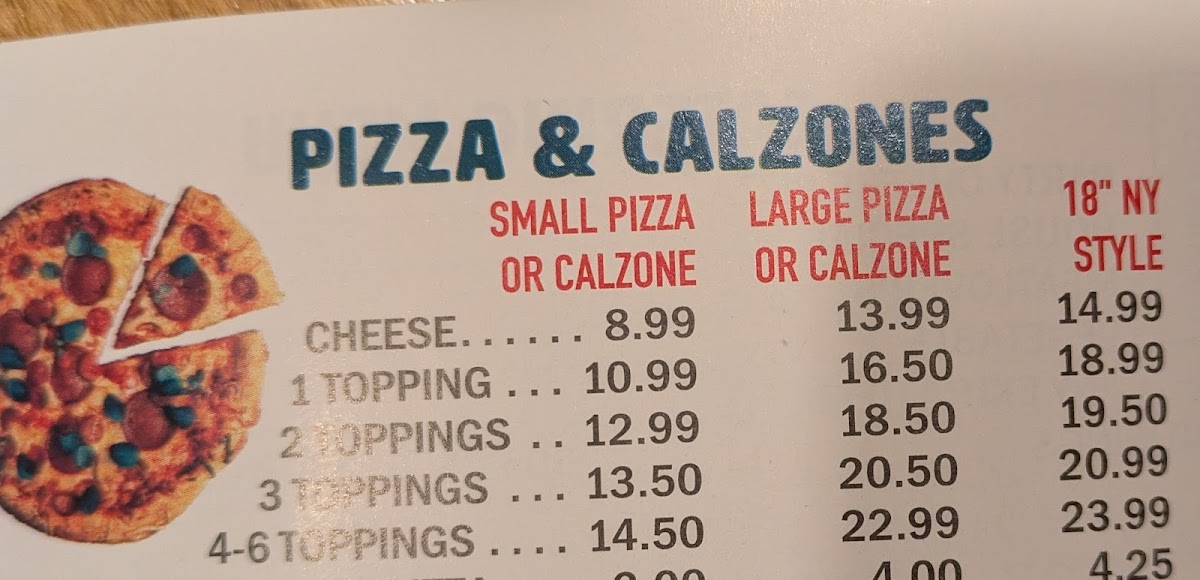 PIZZA & CALZONES
SMALL PIZZA OR CALZONE LARGE PIZZA OR CALZONE 18" NY STYLE
CHEESE...... 8.99 13.99 14.99
1 TOPPING ... 10.99 16.50 18.99
2 TOPPINGS .. 12.99 18.50 19.50
3 TOPPINGS ... 13.50 20.50 20.99
4-6 TOPPINGS .... 14.50 22.99 23.99
4.00 4.25